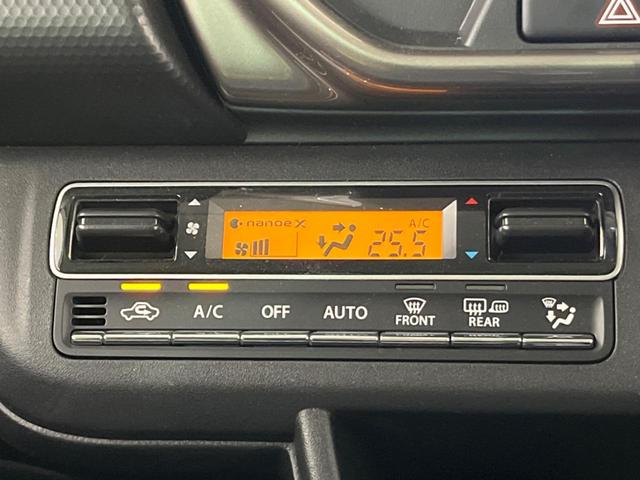 nanoeX
A/C
25.5
A/C
OFF
AUTO
FRONT
REAR